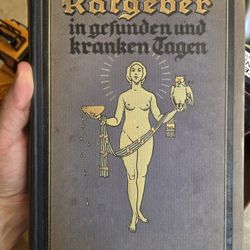 Ratgeber
in gesunden und
kranken Tagen